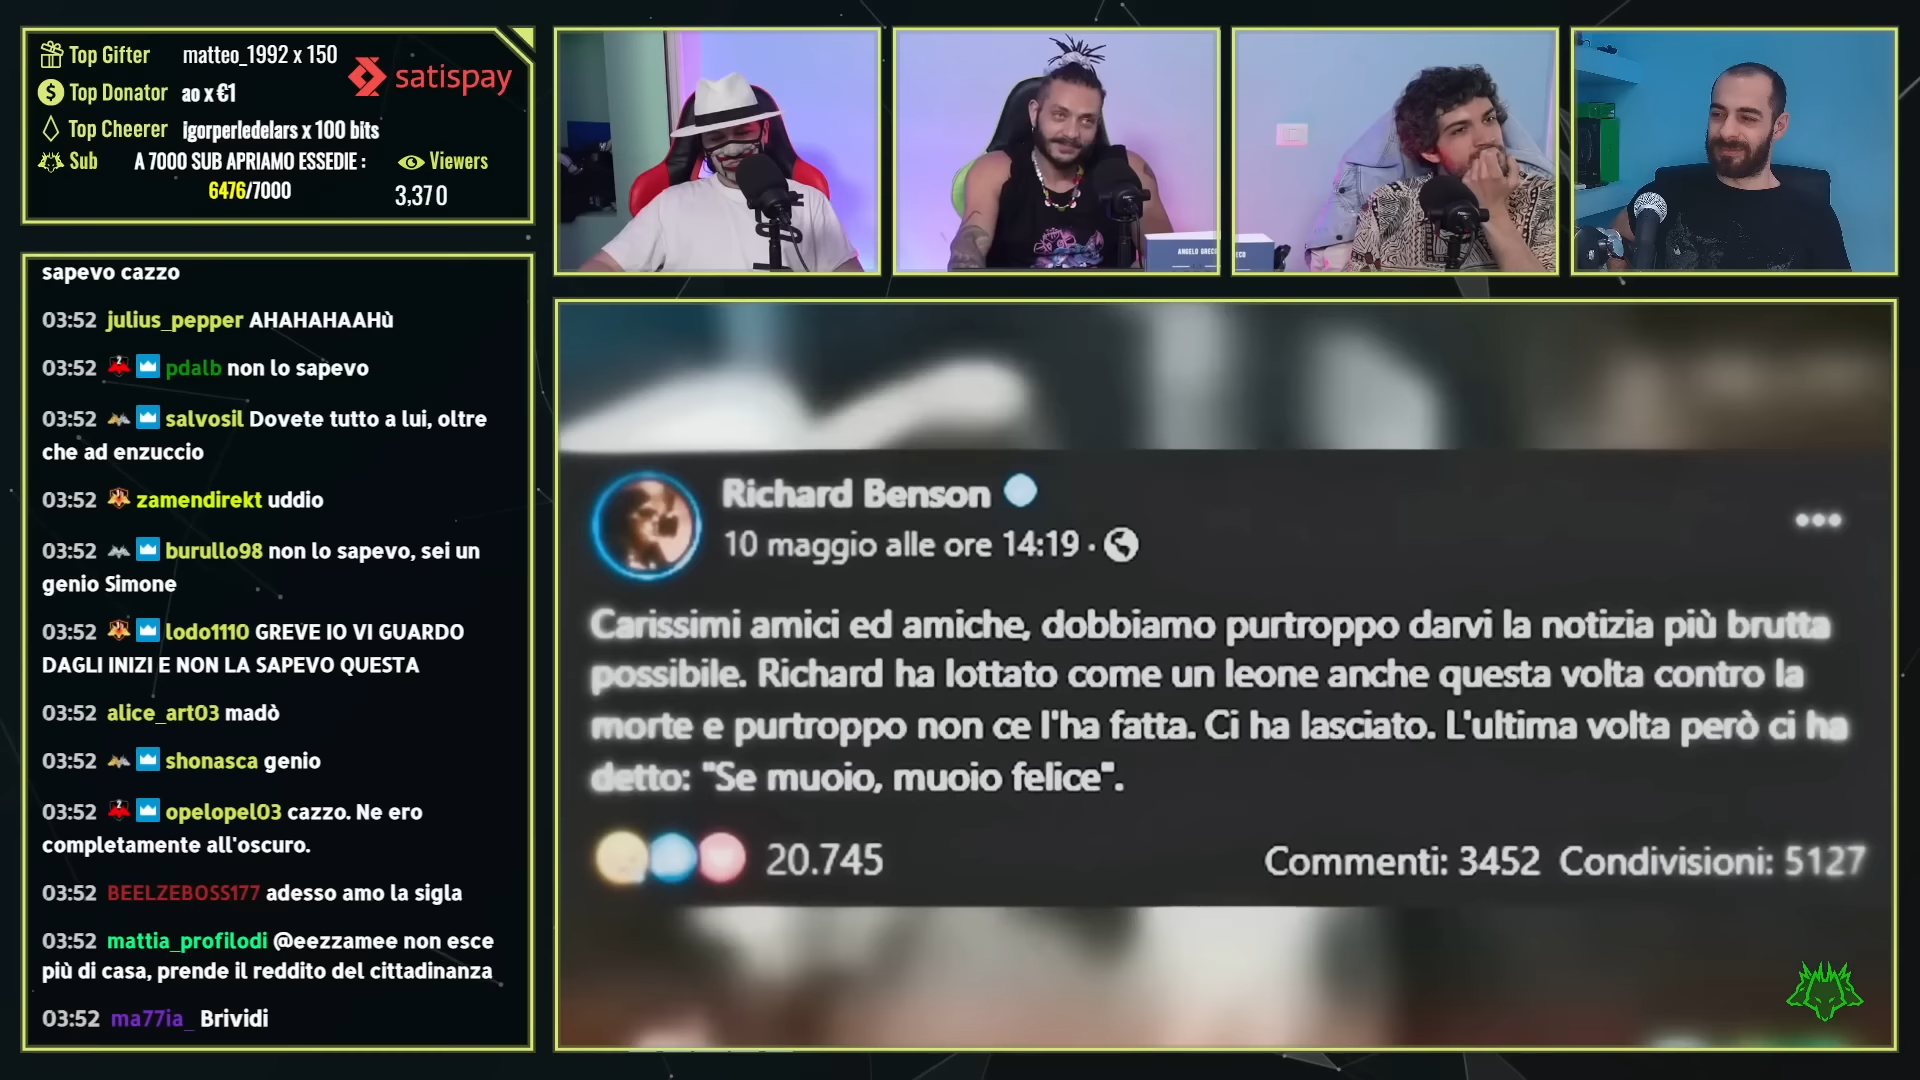 Top Gifter matteo_1992 x 150
satispay
Top Donator ao x €1
Top Cheerer igorperledelars x 100 bits
Sub A 7000 SUB APRIAMO ESSEDIE :
6476/7000
Viewers
3,370
sapevo cazzo
03:52 julius_pepper AHAHAHAAHù
03:52 pdalb non lo sapevo
03:52 salvosil Dovete tutto a lui, oltre
che ad enzuccio
03:52 zamendirekt uddio
03:52 burullo98 non lo sapevo, sei un
genio Simone
03:52 lodo1110 GREVE IO VI GUARDO
DAGLI INIZI E NON LA SAPEVO QUESTA
03:52 alice_art03 madò
03:52 shonasca genio
03:52 opelopel03 cazzo. Ne ero
completamente all'oscuro.
03:52 BEELZEBOSS177 adesso amo la sigla
03:52 mattia_profilodi @eezzamee non esce
più di casa, prende il reddito del cittadinanza
03:52 ma77ia_ Brividi
ANGELO GRECO
Richard Benson
10 maggio alle ore 14:19 ·
Carissimi amici ed amiche, dobbiamo purtroppo darvi la notizia più brutta
possibile. Richard ha lottato come un leone anche questa volta contro la
morte e purtroppo non ce l'ha fatta. Ci ha lasciato. L'ultima volta però ci ha
detto: "Se muoio, muoio felice".
20.745
Commenti: 3452 Condivisioni: 5127